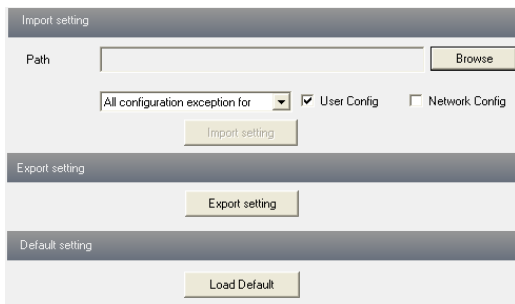 Import setting
Path
Browse
All configuration exception for User Config Network Config
Import setting
Export setting
Export setting
Default setting
Load Default